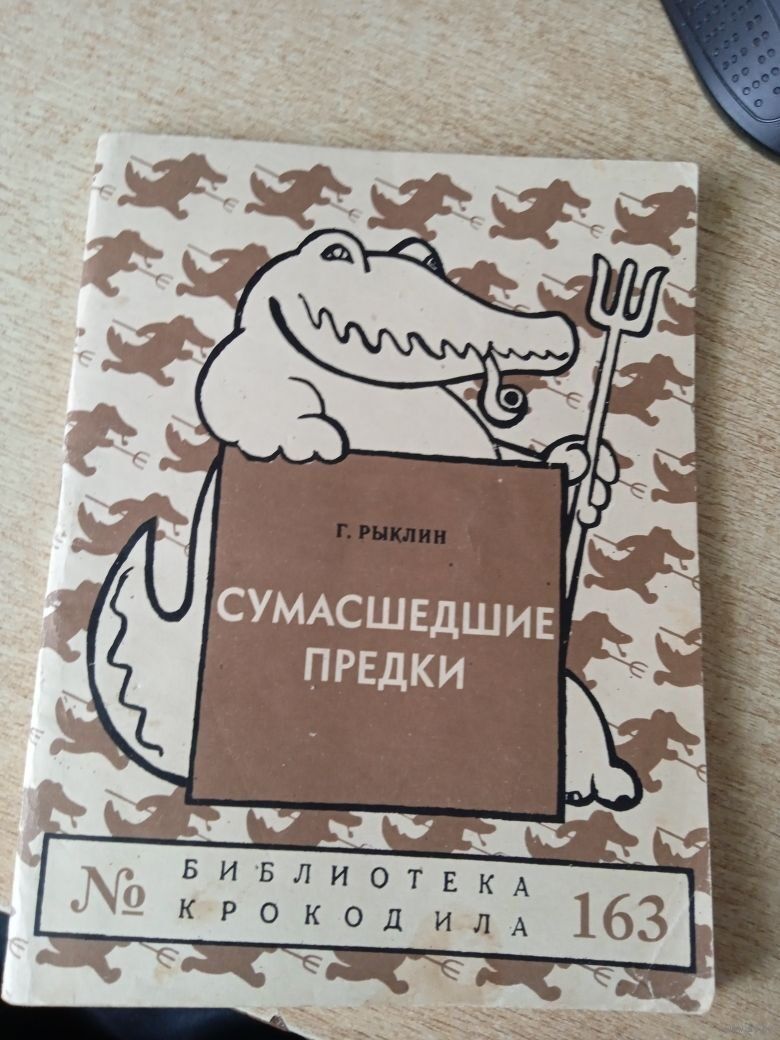 Г. РЫКЛИН
СУМАСШЕДШИЕ
ПРЕДКИ
№ БИБЛИОТЕКА
КРОКОДИЛА 163